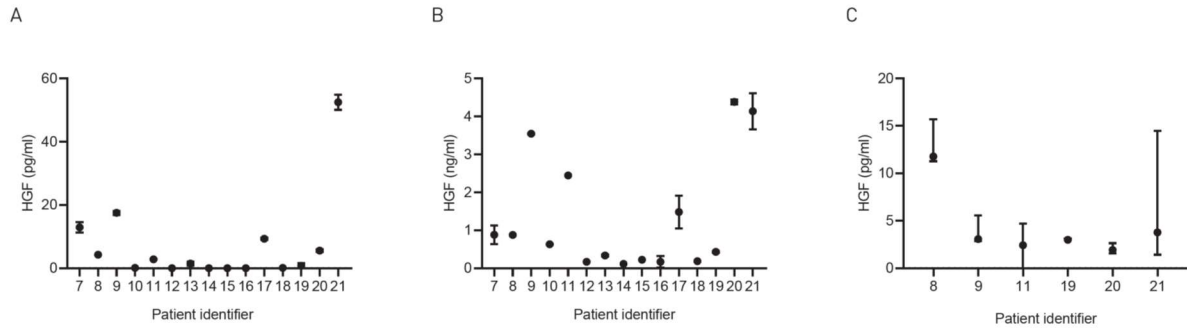 A
B
C
HGF (pg/ml)
60
40
20
0
7 8 9 10 11 12 13 14 15 16 17 18 19 20 21
Patient identifier
HGF (ng/ml)
5
4
3
2
1
0
7 8 9 10 11 12 13 14 15 16 17 18 19 20 21
Patient identifier
HGF (pg/ml)
20
15
10
5
0
8 9 11 19 20 21
Patient identifier